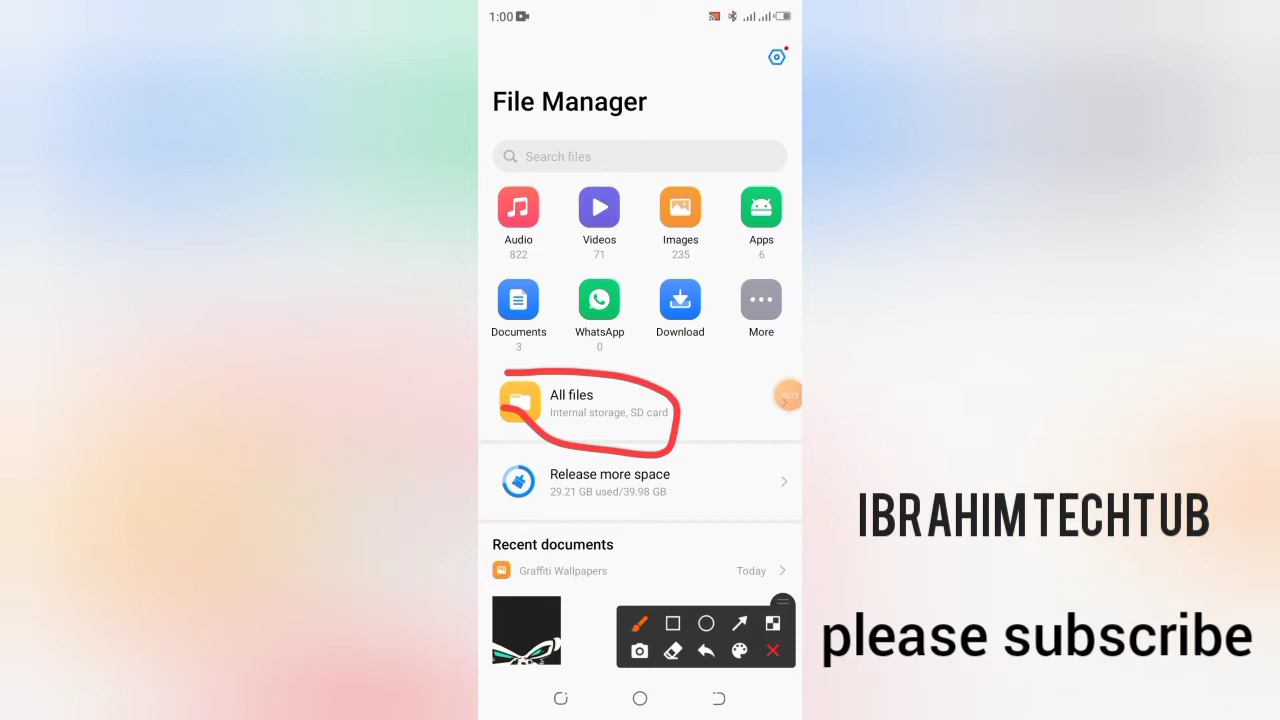 1:00
File Manager
Search files
Audio Videos Images Apps
822 71 235 6
Documents WhatsApp Download More
3 0
All files
Internal storage, SD card
Release more space
29.21 GB used/39.98 GB
Recent documents
Graffiti Wallpapers Today
IBRAHIM TECHTUB
please subscribe